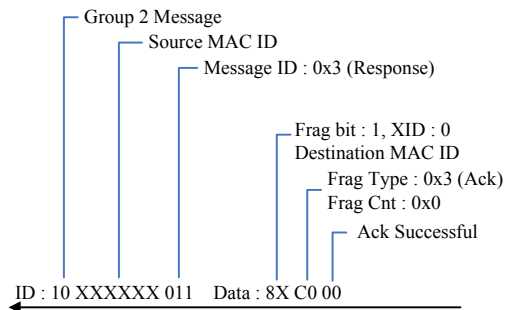 Group 2 Message
Source MAC ID
Message ID : 0x3 (Response)
Frag bit : 1, XID : 0
Destination MAC ID
Frag Type : 0x3 (Ack)
Frag Cnt : 0x0
Ack Successful
ID : 10 XXXXXX 011 Data : 8X C0 00